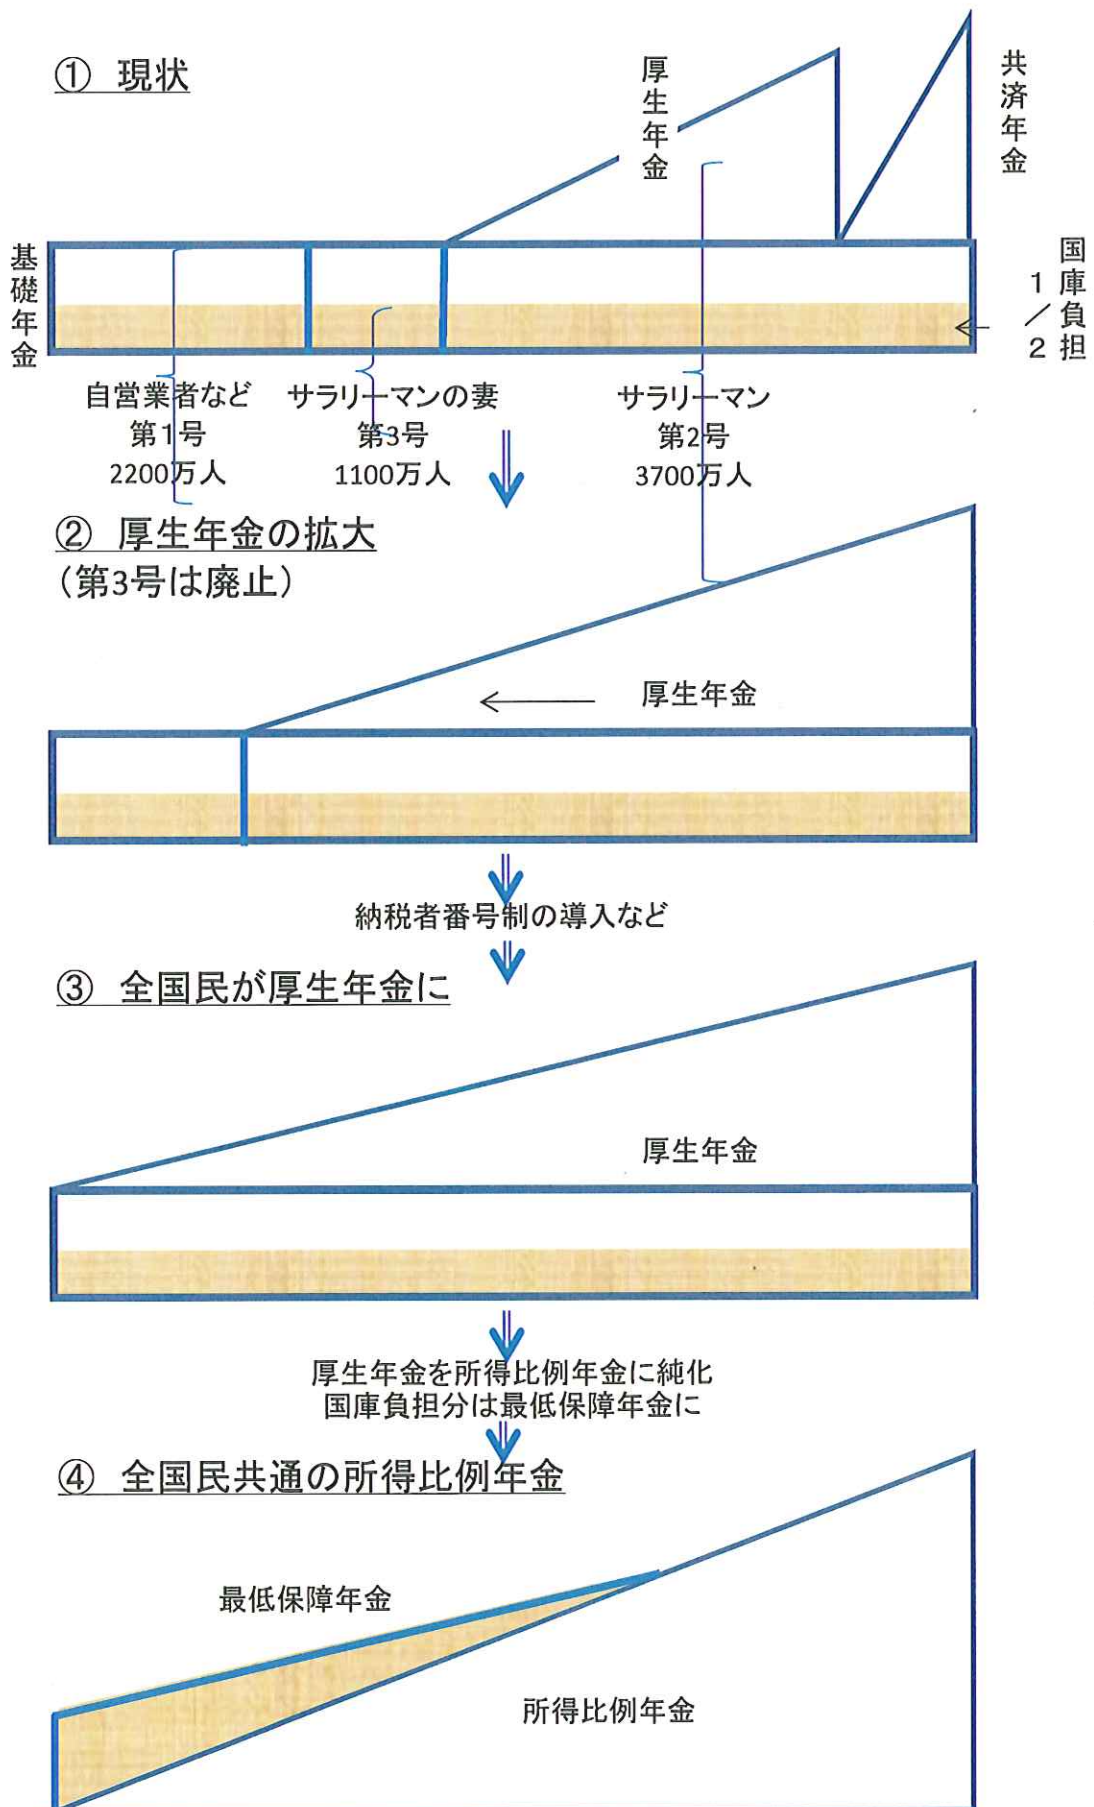 ① 現状
厚生年金
共済年金
基礎年金
国庫負担
1/2
自営業者など
第1号
2200万人
サラリーマンの妻
第3号
1100万人
サラリーマン
第2号
3700万人
② 厚生年金の拡大
(第3号は廃止)
厚生年金
納税者番号制の導入など
③ 全国民が厚生年金に
厚生年金
厚生年金を所得比例年金に純化
国庫負担分は最低保障年金に
④ 全国民共通の所得比例年金
最低保障年金
所得比例年金